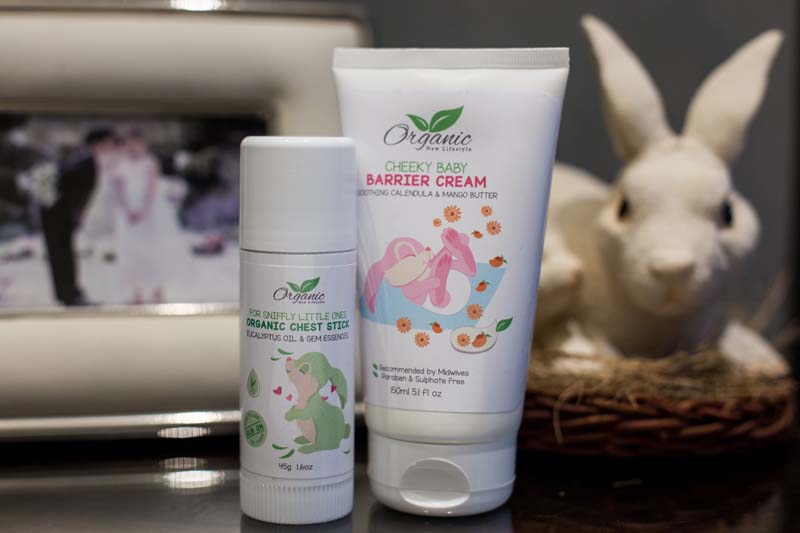 Organic
New Lifestyle
FOR SNIFFLY LITTLE ONES
ORGANIC CHEST STICK
EUCALYPTUS OIL & GEM ESSENCES
45g 1.6oz
Organic
New Lifestyle
CHEEKY BABY
BARRIER CREAM
SOOTHING CALENDULA & MANGO BUTTER
Recommended by Midwives
Paraben & Sulphate Free
150ml 5.1 fl oz